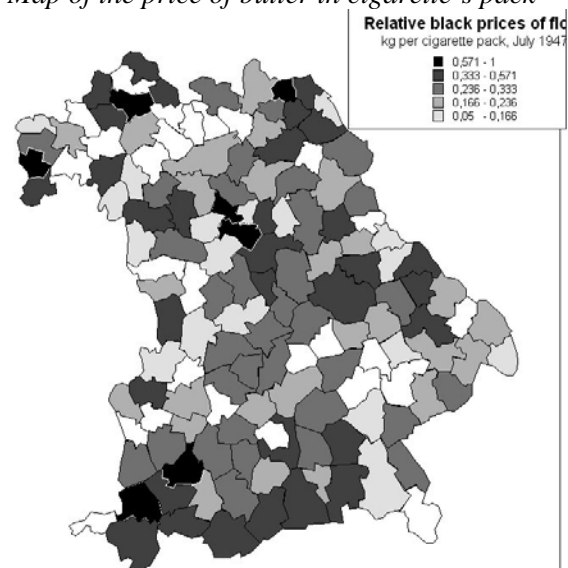 Map of the price of butter in cigarette's pack
Relative black prices of flo
kg per cigarette pack, July 1947
0,571 - 1
0,333 - 0,571
0,236 - 0,333
0,166 - 0,236
0,05 - 0,166